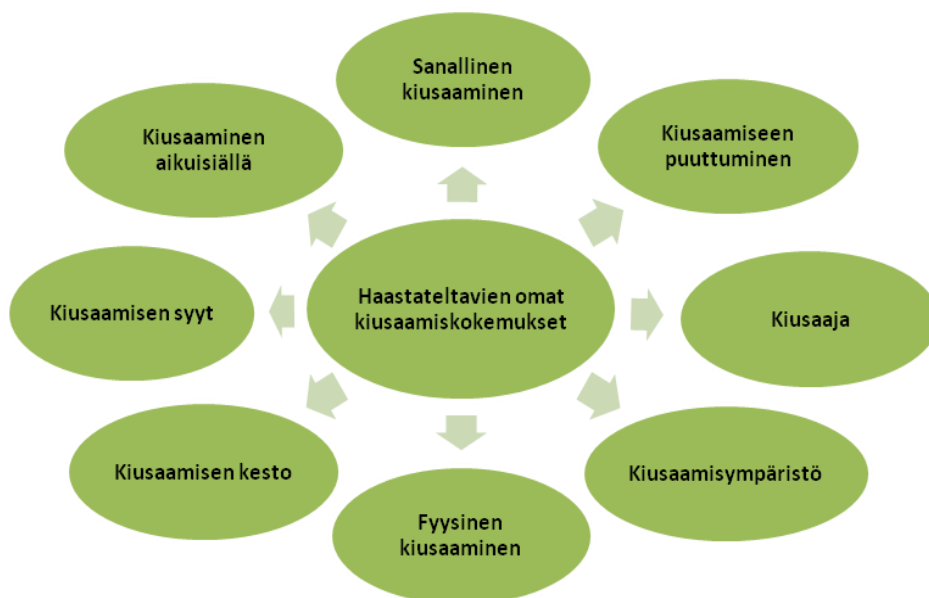 Sanallinen
kiusaaminen
Kiusaaminen
aikuisiällä
Kiusaamiseen
puuttuminen
Kiusaamisen syyt
Haastateltavien omat
kiusaamiskokemukset
Kiusaaja
Kiusaamisen kesto
Kiusaamisympäristö
Fyysinen
kiusaaminen